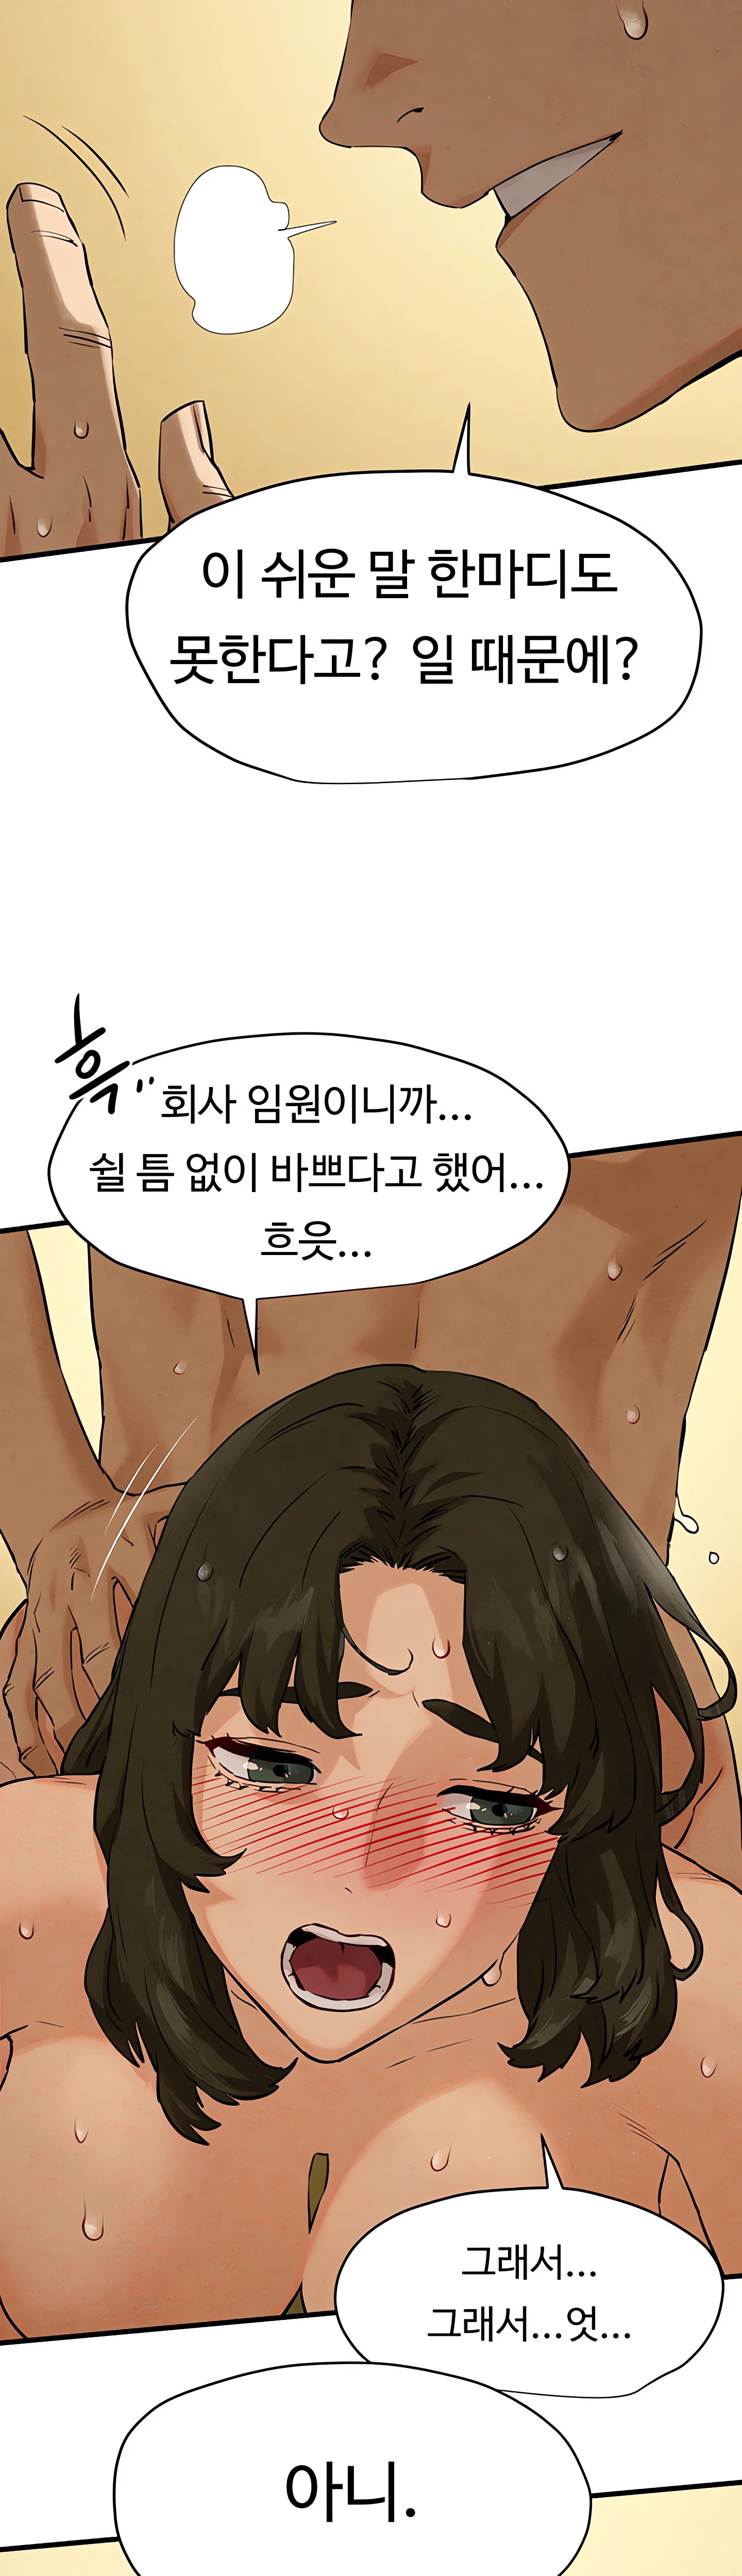 이 쉬운 말 한마디도
못한다고? 일 때문에?
흑
회사 임원이니까...
쉴 틈 없이 바쁘다고 했어...
흐읏...
그래서...
그래서...엇...
아니.